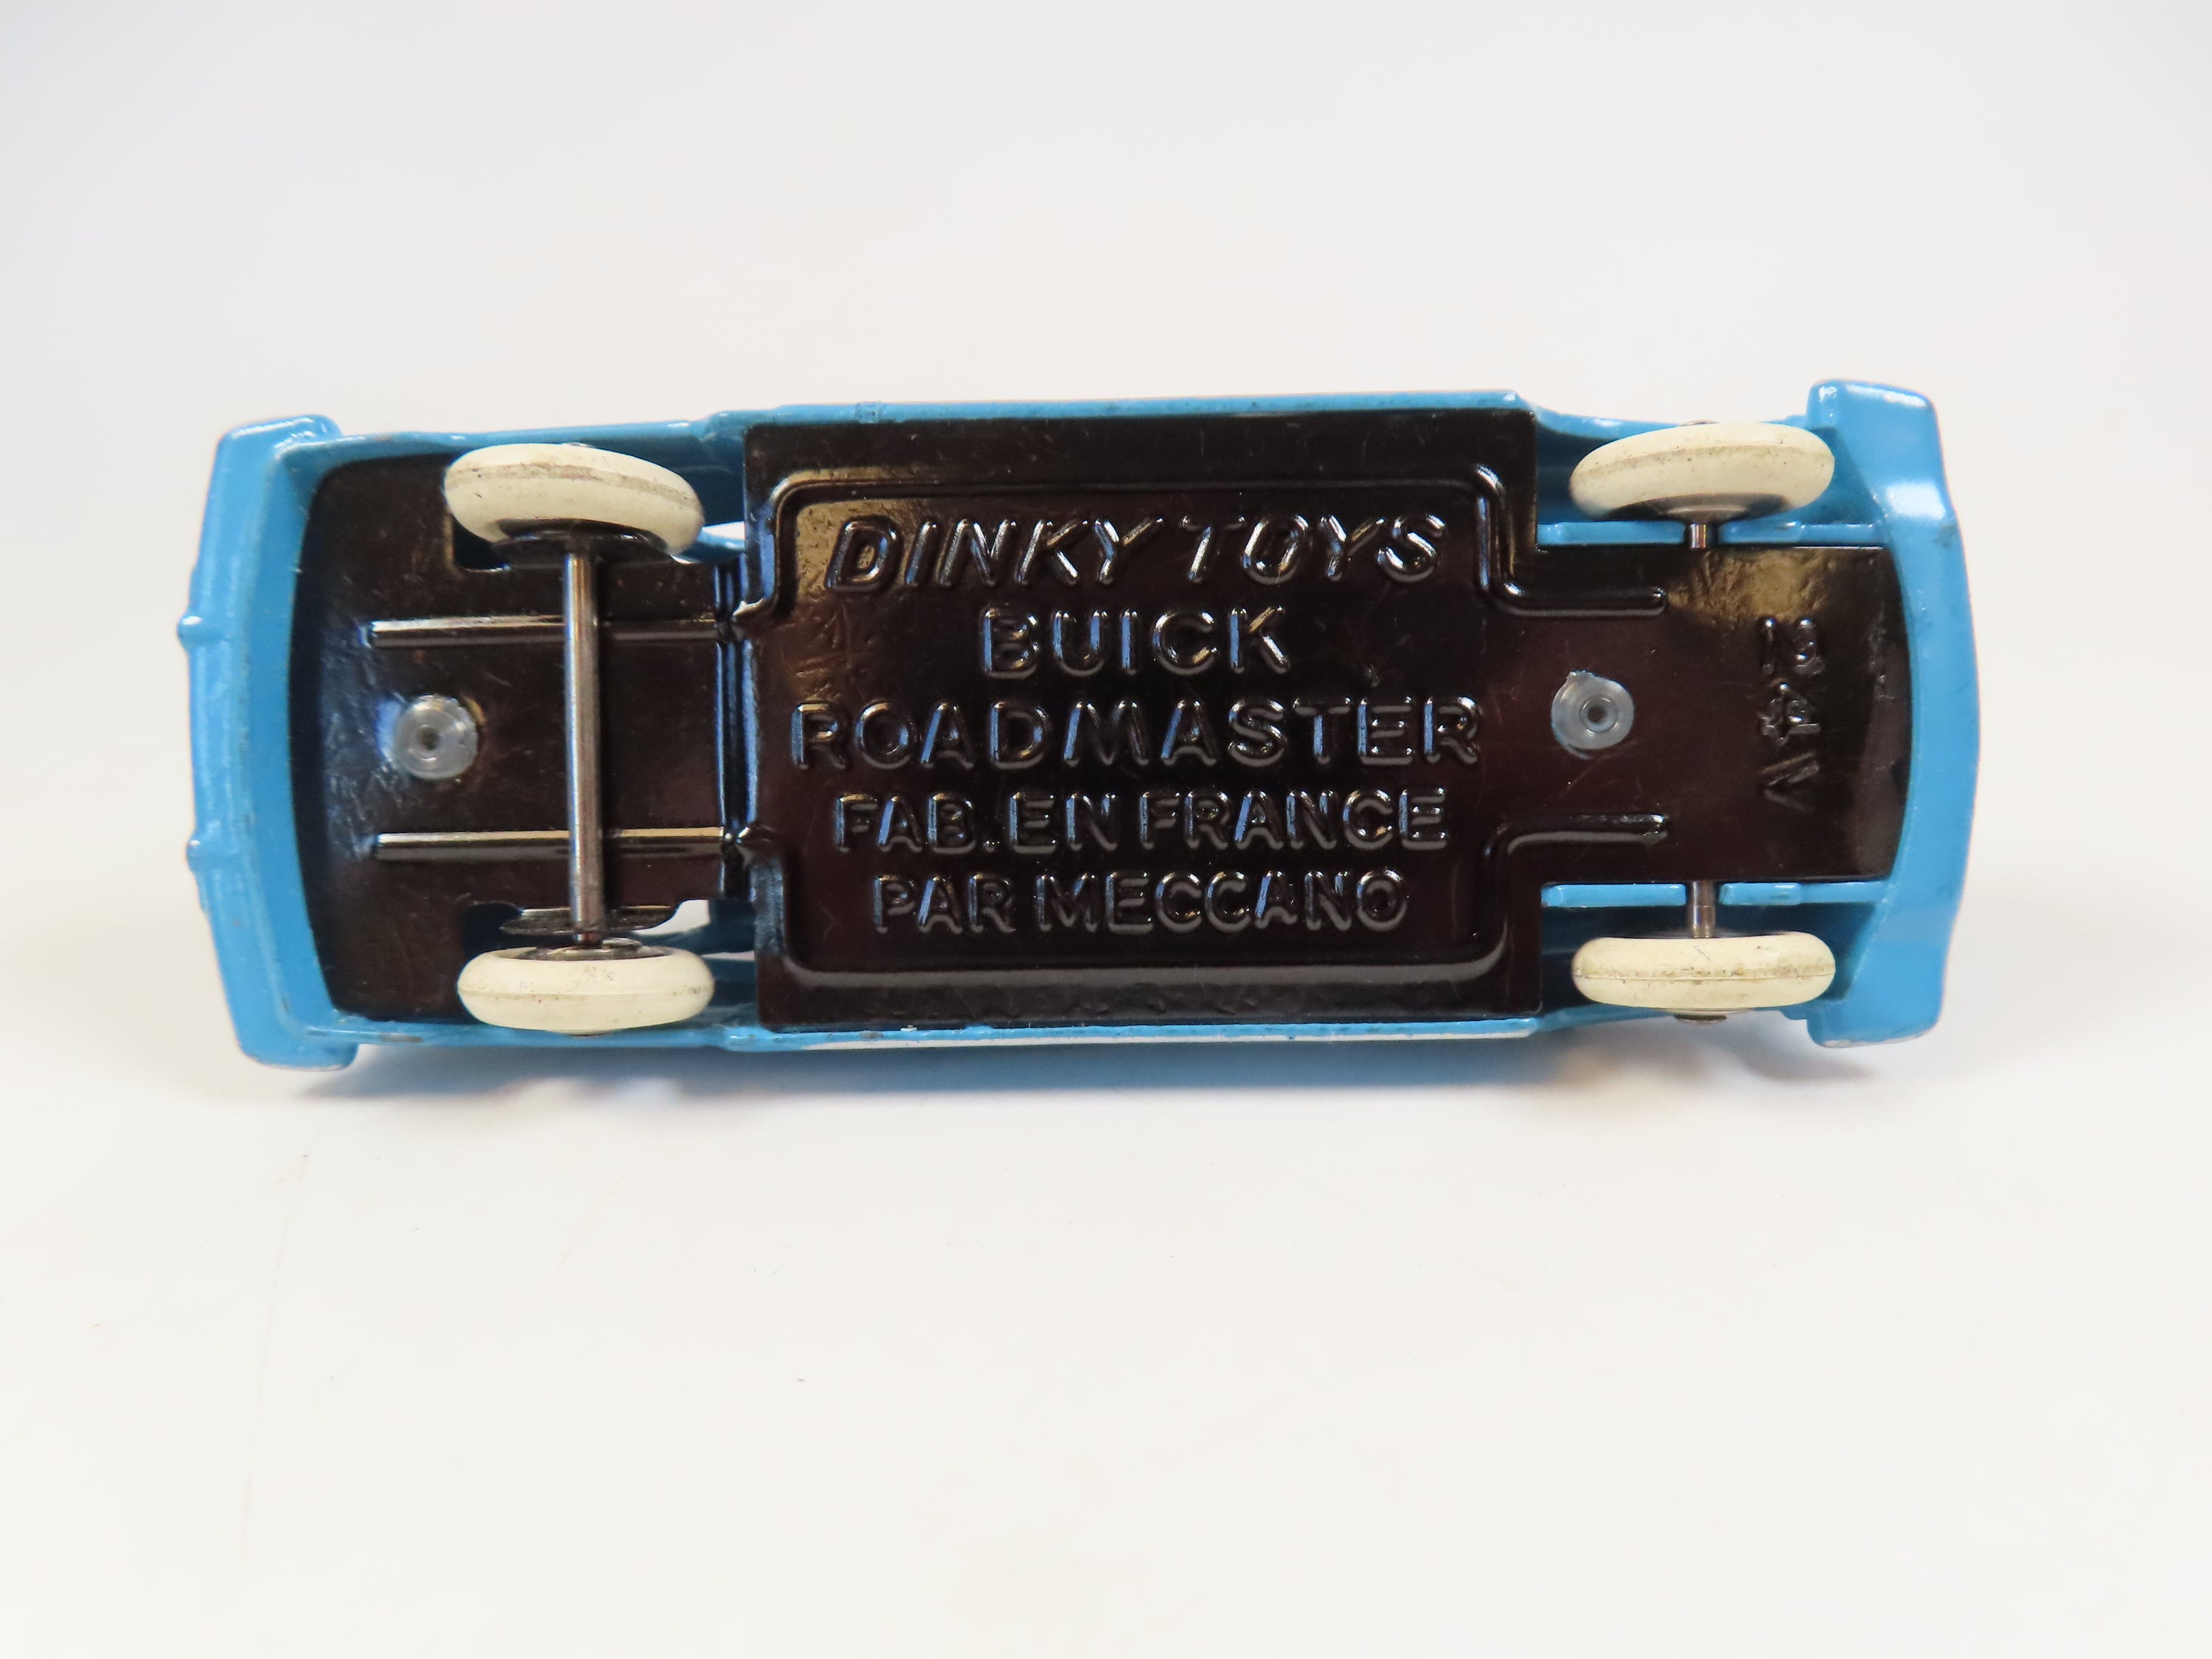 DINKY TOYS
BUICK
ROADMASTER
FAB. EN FRANCE
PAR MECCANO
24V